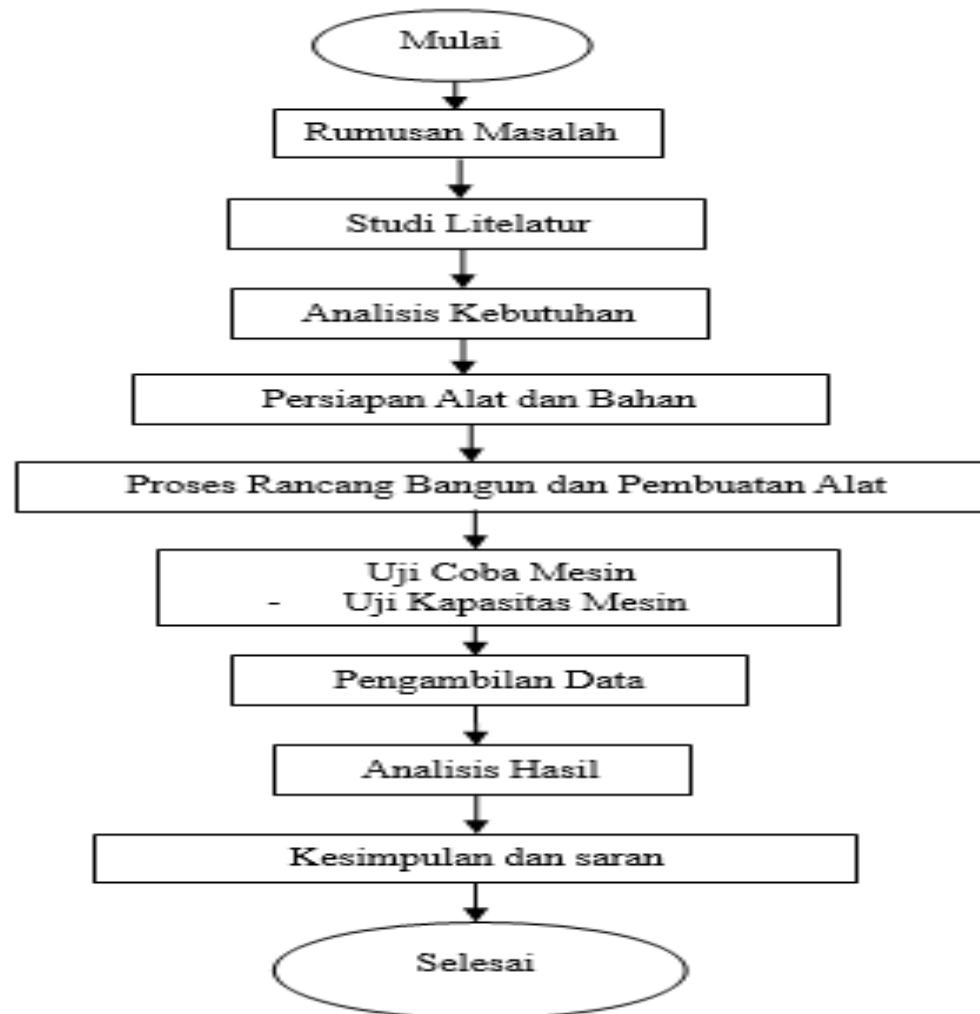 Mulai
Rumusan Masalah
Studi Litelatur
Analisis Kebutuhan
Persiapan Alat dan Bahan
Proses Rancang Bangun dan Pembuatan Alat
Uji Coba Mesin
- Uji Kapasitas Mesin
Pengambilan Data
Analisis Hasil
Kesimpulan dan saran
Selesai